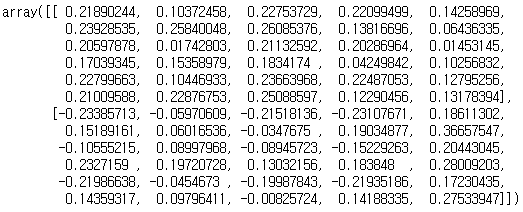 array([[ 0.21890244,  0.10372458,  0.22753729,  0.22099499,  0.14258969,
         0.23928535,  0.25840048,  0.26085376,  0.13816696,  0.06436335,
         0.20597878,  0.01742803,  0.21132592,  0.20286964,  0.01453145,
         0.17039345,  0.15358979,  0.1834174 ,  0.04249842,  0.10256832,
         0.22799663,  0.10446933,  0.23663968,  0.22487053,  0.12795256,
         0.21009588,  0.22876753,  0.25088597,  0.12290456,  0.13178394],
       [-0.23385713, -0.05970609, -0.21518136, -0.23107671,  0.18611302,
         0.15189161,  0.06016536, -0.0347675 ,  0.19034877,  0.36657547,
        -0.10555215,  0.08997968, -0.08945723, -0.15229263,  0.20443045,
         0.2327159 ,  0.19720728,  0.13032156,  0.183848  ,  0.28009203,
        -0.21986638, -0.0454673 , -0.19987843, -0.21935186,  0.17230435,
         0.14359317,  0.09796411, -0.00825724,  0.14188335,  0.27533947]])